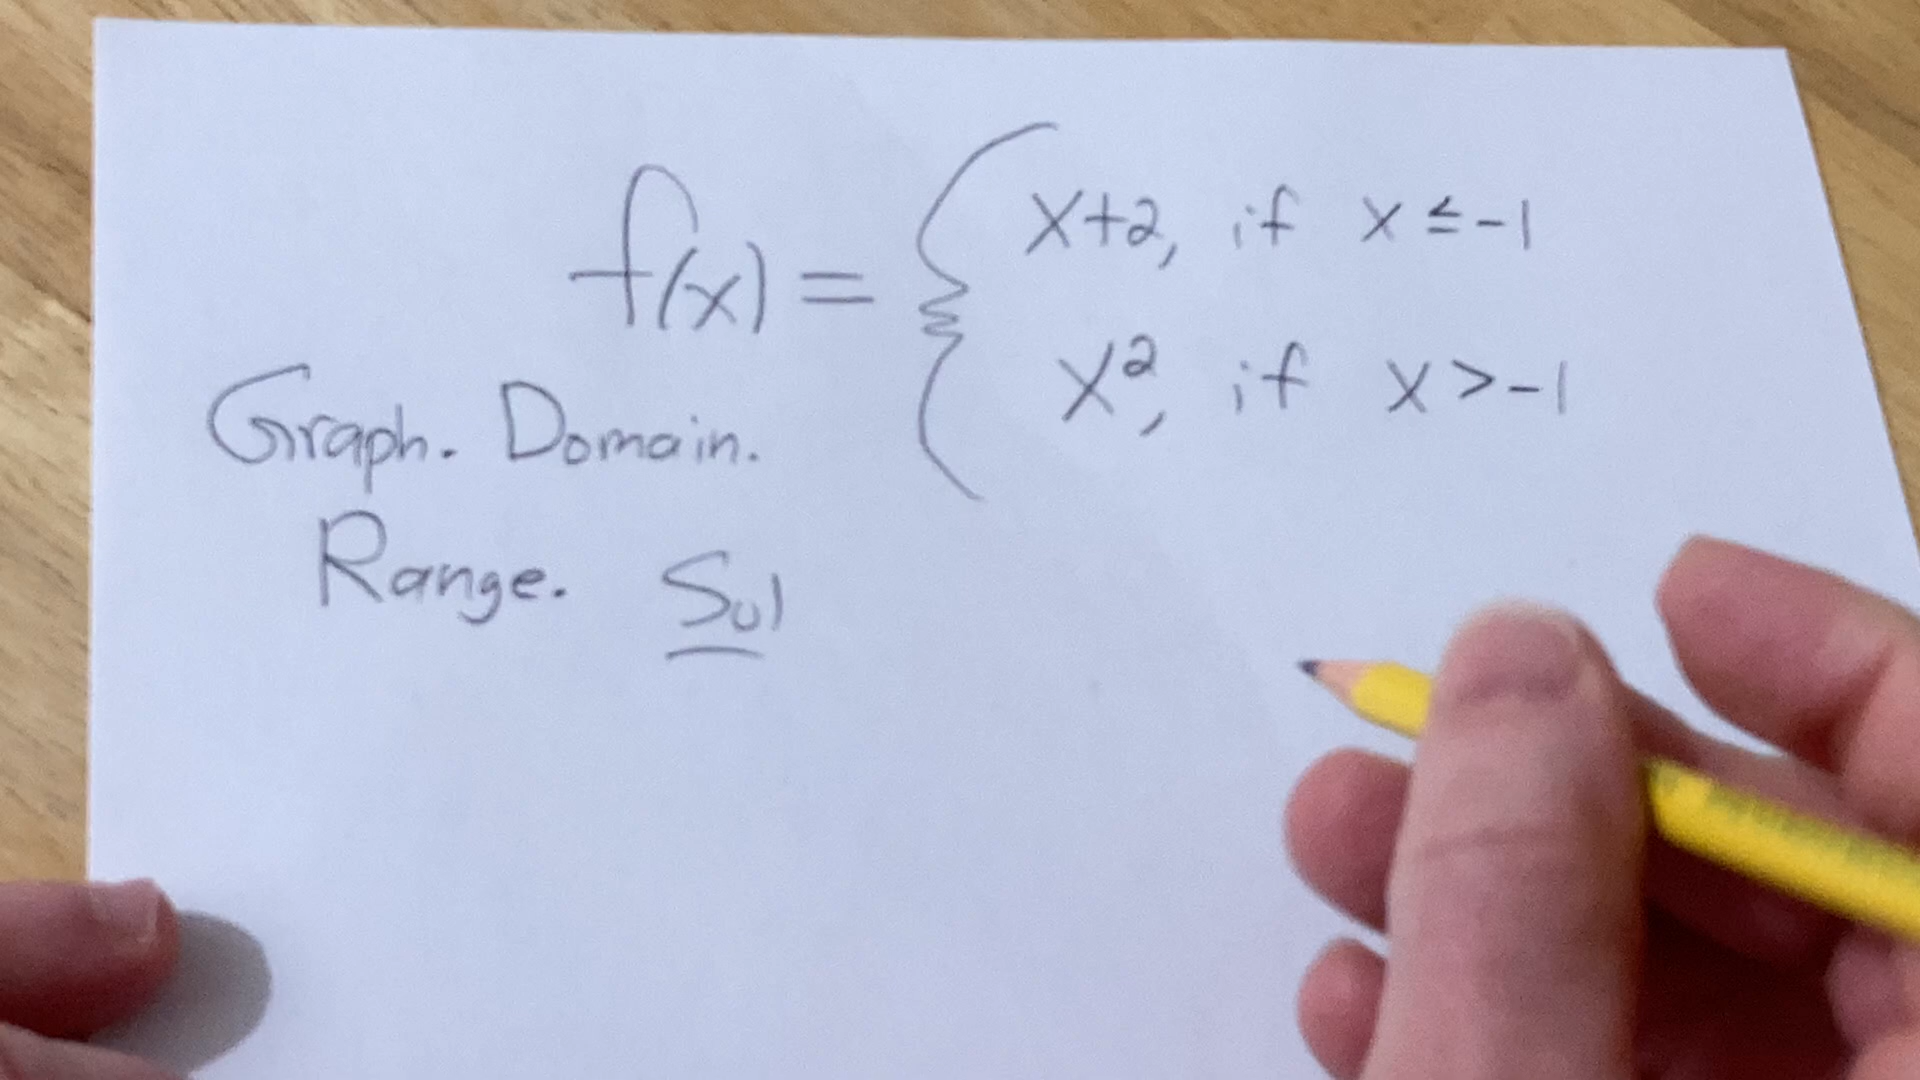 f(x) = { x+2, if x ≤ -1
x², if x > -1
Graph. Domain.
Range. Sol